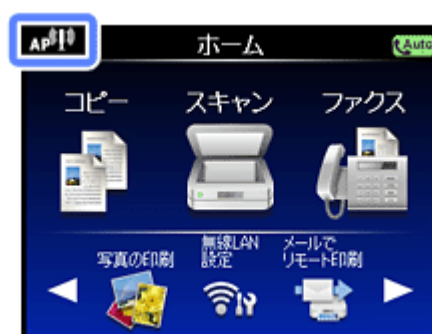 AP
ホーム
Auto
コピー
スキャン
ファクス
写真の印刷
無線LAN
設定
メールで
リモート印刷